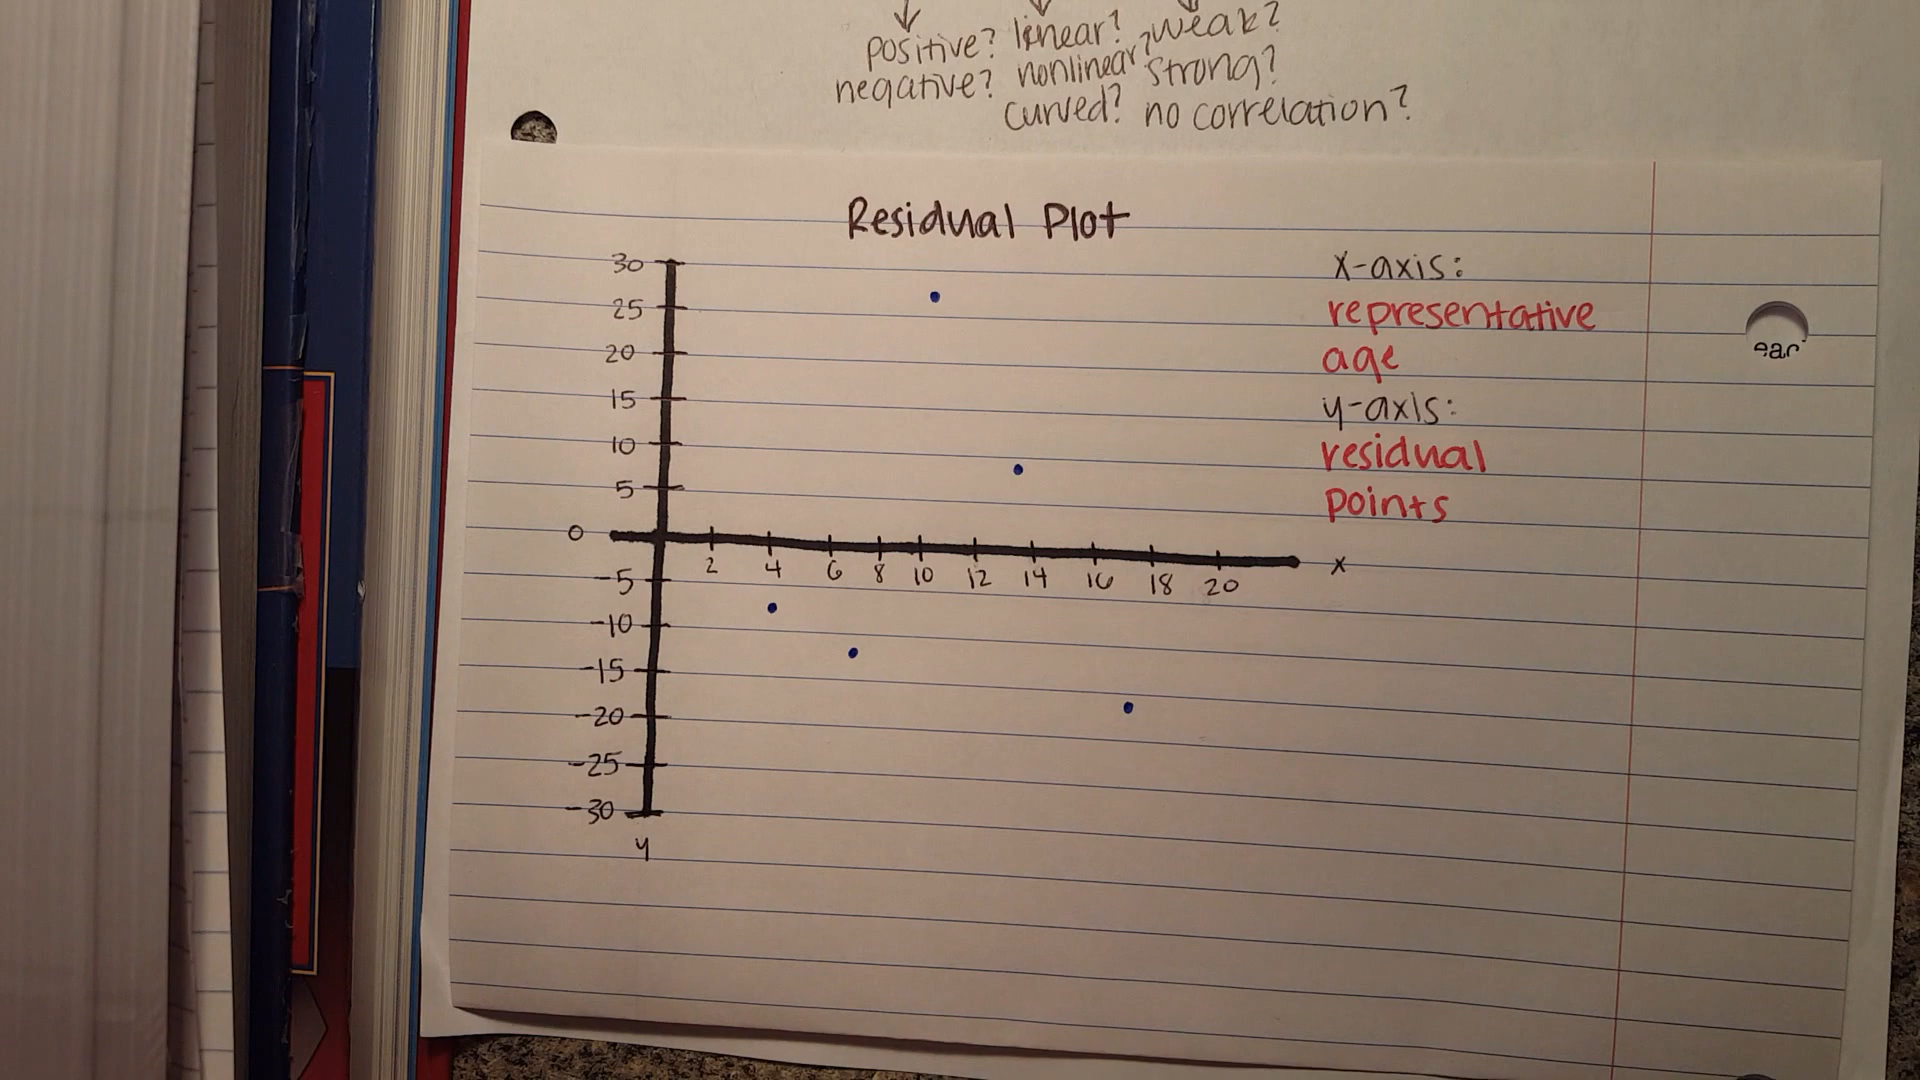 positive? linear? weak?
negative? nonlinear? strong?
curved? no correlation?
Residual Plot
30
25
20
15
10
5
0
-5
-10
-15
-20
-25
-30
y
2 4 6 8 10 12 14 16 18 20 x
x-axis:
representative
age
y-axis:
residual
points
ear